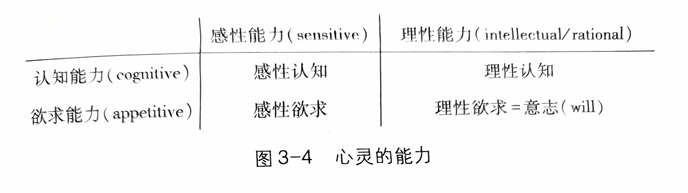 感性能力(sensitive) 理性能力(intellectual/rational)
认知能力(cognitive) 感性认知 理性认知
欲求能力(appetitive) 感性欲求 理性欲求=意志(will)
图3-4 心灵的能力